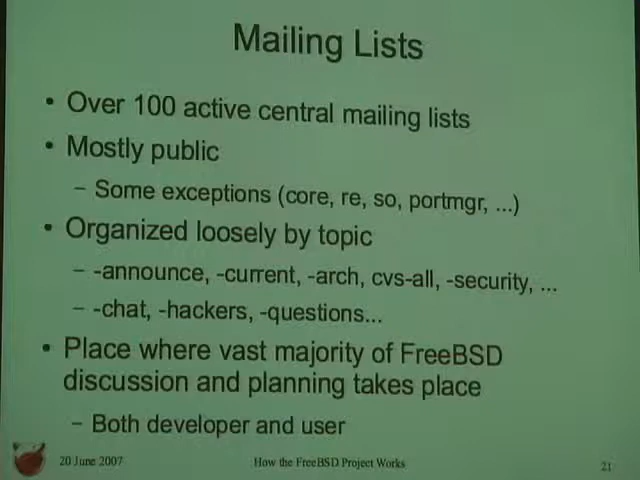 Mailing Lists
• Over 100 active central mailing lists
• Mostly public
– Some exceptions (core, re, so, portmgr, ...)
• Organized loosely by topic
– -announce, -current, -arch, cvs-all, -security, ...
– -chat, -hackers, -questions...
• Place where vast majority of FreeBSD
discussion and planning takes place
– Both developer and user
20 June 2007 How the FreeBSD Project Works 21